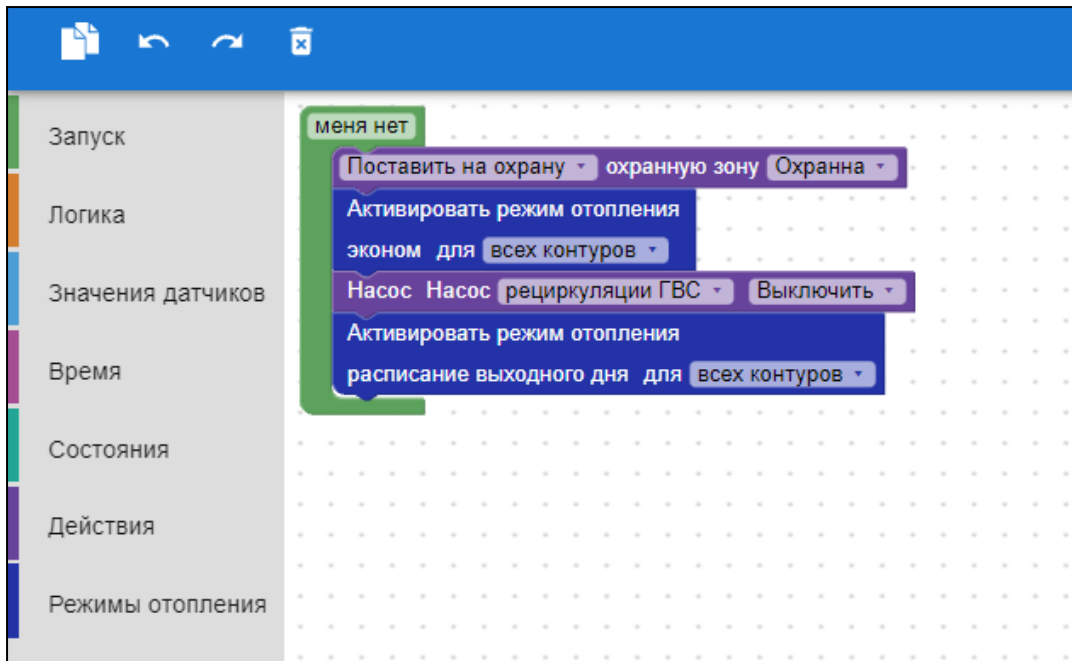 Запуск
Логика
Значения датчиков
Время
Состояния
Действия
Режимы отопления
меня нет
Поставить на охрану охранную зону Охранна
Активировать режим отопления
эконом для всех контуров
Насос Насос рециркуляции ГВС Выключить
Активировать режим отопления
расписание выходного дня для всех контуров